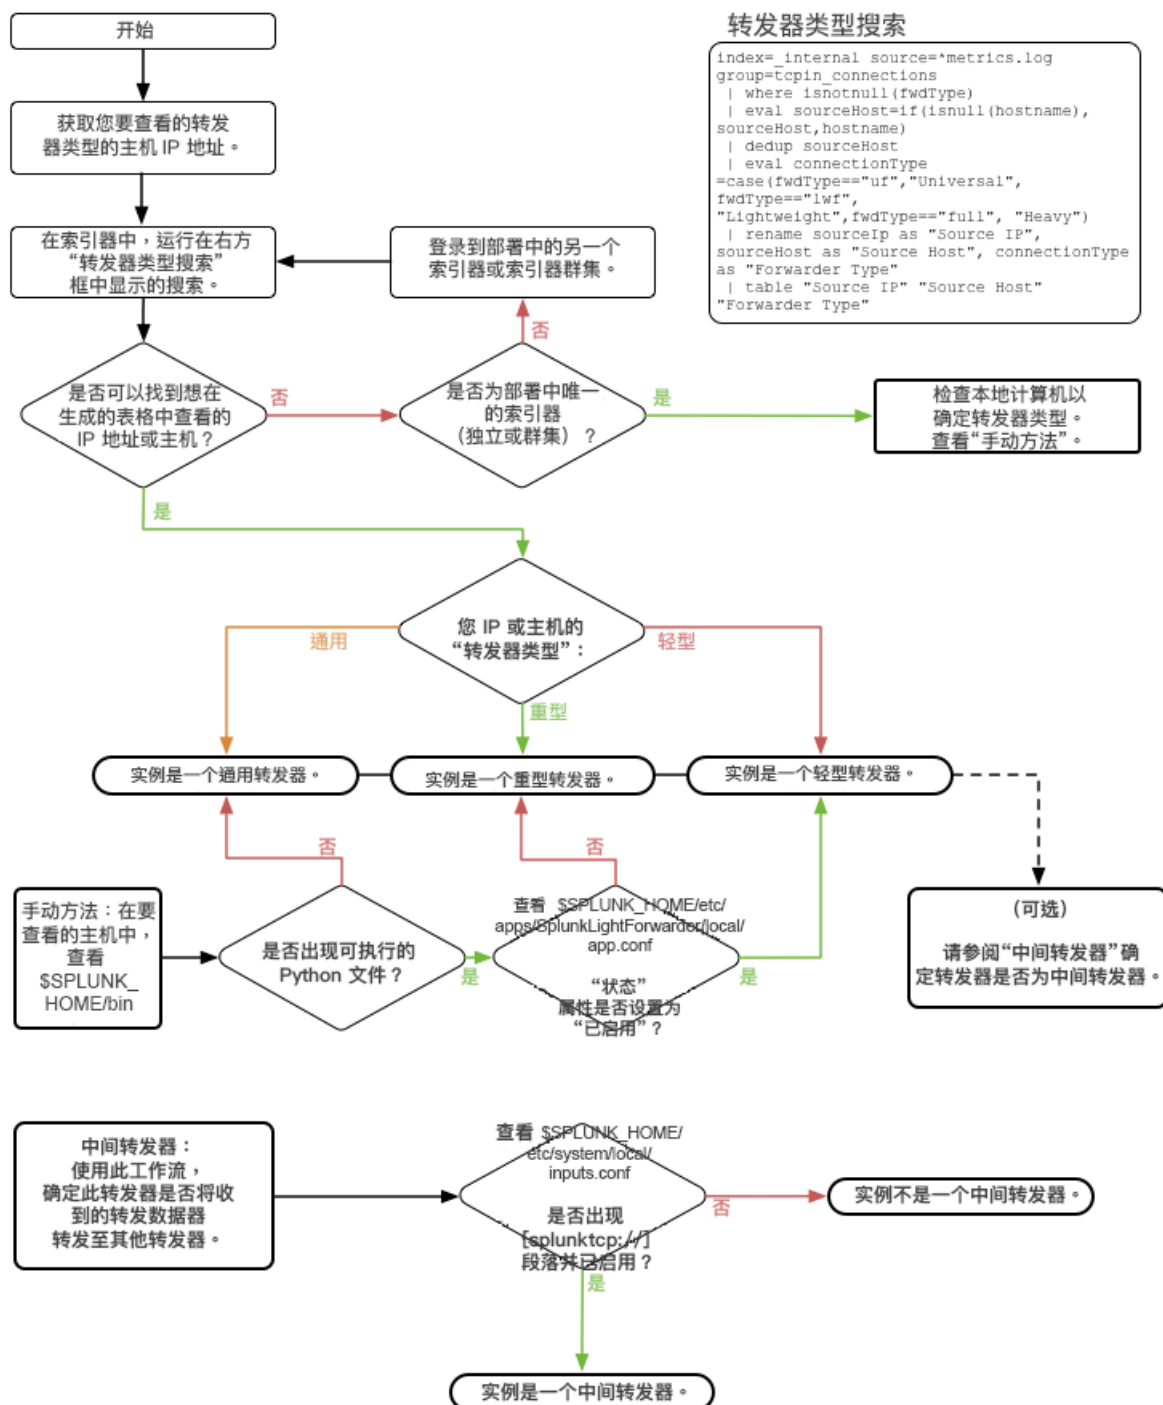 开始
转发器类型搜索
index=_internal source=*metrics.log
group=tcpin_connections
| where isnotnull(fwdType)
| eval sourceHost=if(isnull(hostname),
sourceHost,hostname)
| dedup sourceHost
| eval connectionType
=case(fwdType=="uf","Universal",
fwdType=="lwf",
"Lightweight",fwdType=="full", "Heavy")
| rename sourceIp as "Source IP",
sourceHost as "Source Host", connectionType
as "Forwarder Type"
| table "Source IP" "Source Host"
"Forwarder Type"
获取您要查看的转发
器类型的主机 IP 地址。
在索引器中，运行在右方
“转发器类型搜索”
框中显示的搜索。
登录到部署中的另一个
索引器或索引器群集。
否
是否可以找到想在
生成的表格中查看的
IP 地址或主机？
否
是否为部署中唯一
的索引器
（独立或群集）？
是
检查本地计算机以
确定转发器类型。
查看“手动方法”。
是
您 IP 或主机的
“转发器类型”：
通用
轻型
重型
实例是一个通用转发器。
实例是一个重型转发器。
实例是一个轻型转发器。
否
否
手动方法：在要
查看的主机中，
查看
$SPLUNK_
HOME/bin
是否出现可执行的
Python 文件？
是
查看 $SPLUNK_HOME/etc/
apps/SplunkLightForwarder/local/
app.conf
“状态”
属性是否设置为
“已启用”？
是
（可选）
请参阅“中间转发器”确
定转发器是否为中间转发器。
中间转发器：
使用此工作流，
确定此转发器是否将收
到的转发数据器
转发至其他转发器。
查看 $SPLUNK_HOME/
etc/system/local/
inputs.conf
是否出现
[splunktcp://]
段落并已启用？
否
实例不是一个中间转发器。
是
实例是一个中间转发器。